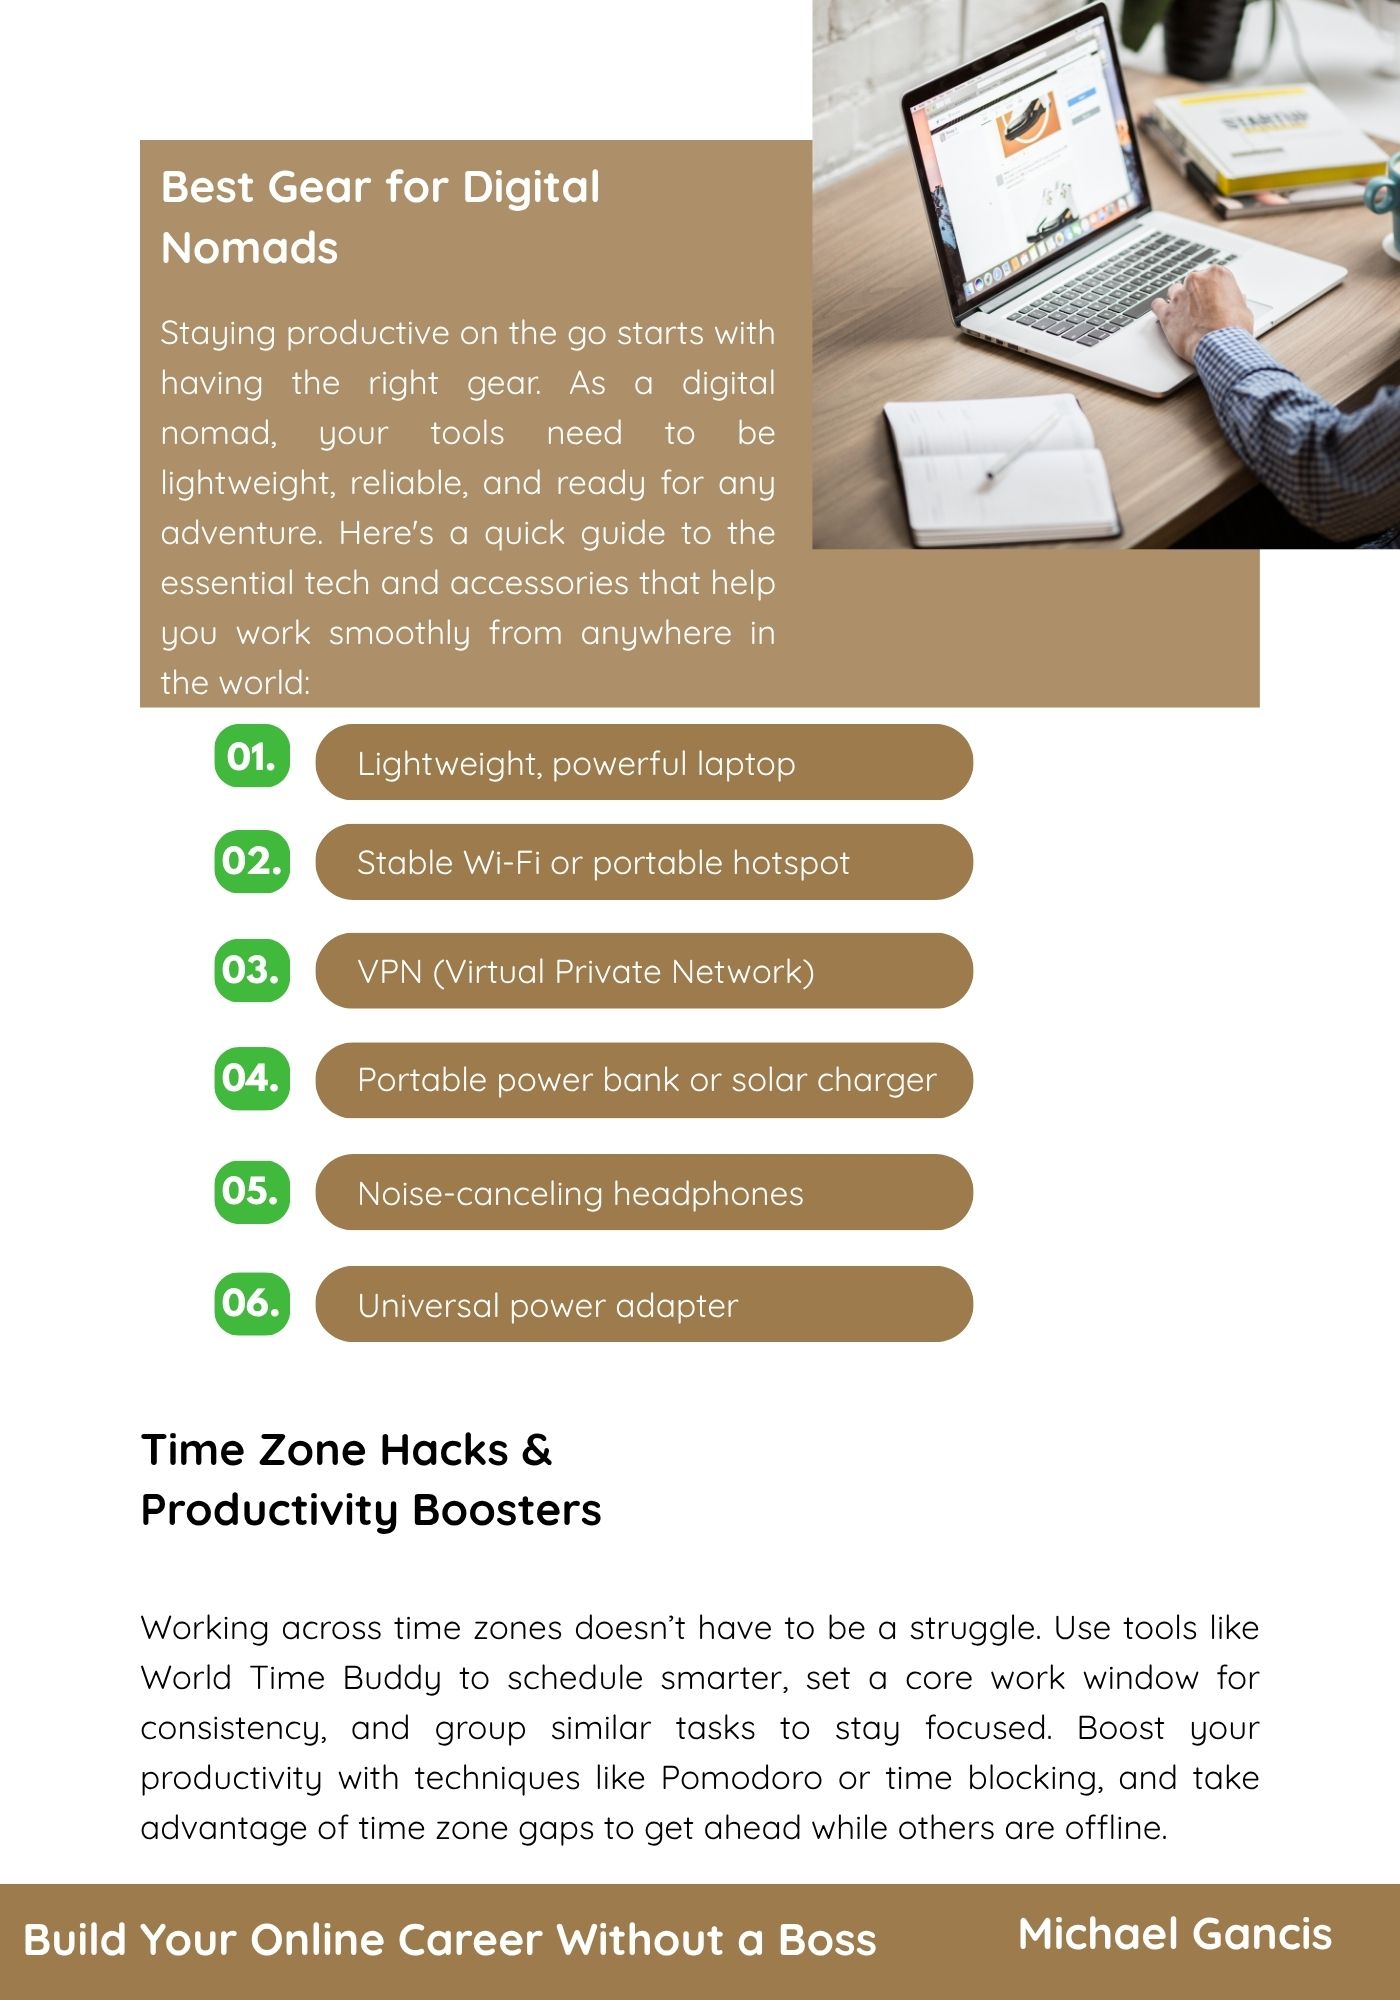 Best Gear for Digital
Nomads
Staying productive on the go starts with
having the right gear. As a digital
nomad, your tools need to be
lightweight, reliable, and ready for any
adventure. Here's a quick guide to the
essential tech and accessories that help
you work smoothly from anywhere in
the world:
STARTUP
01.
Lightweight, powerful laptop
02.
Stable Wi-Fi or portable hotspot
03.
VPN (Virtual Private Network)
04.
Portable power bank or solar charger
05.
Noise-canceling headphones
06.
Universal power adapter
Time Zone Hacks &
Productivity Boosters
Working across time zones doesn’t have to be a struggle. Use tools like
World Time Buddy to schedule smarter, set a core work window for
consistency, and group similar tasks to stay focused. Boost your
productivity with techniques like Pomodoro or time blocking, and take
advantage of time zone gaps to get ahead while others are offline.
Build Your Online Career Without a Boss
Michael Gancis